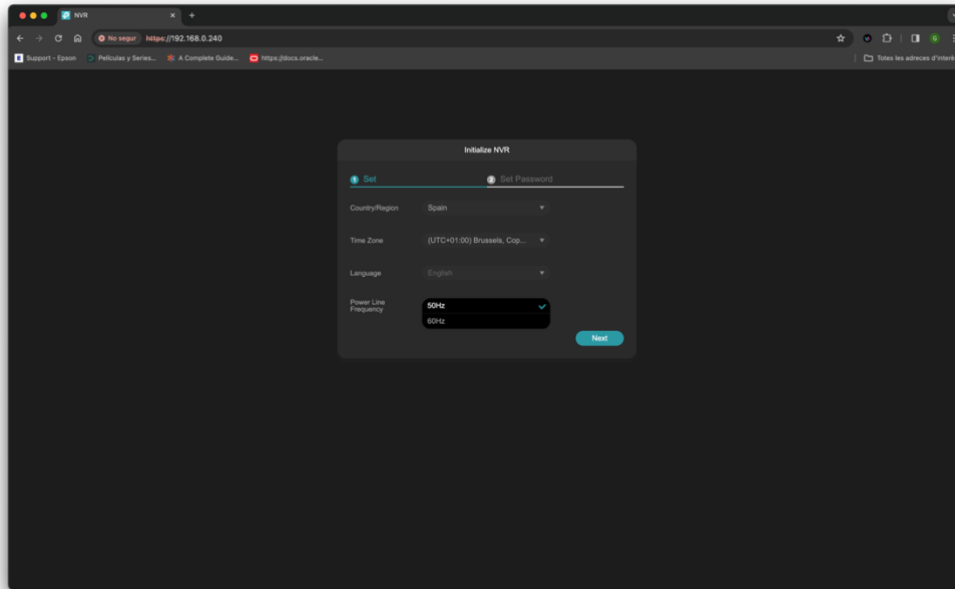 NVR
No segur https://192.168.0.240
G
Support - Epson Películas y Series... A Complete Guide... https://docs.oracle... Totes les adreces d'interès
Initialize NVR
1 Set 2 Set Password
Country/Region Spain
Time Zone (UTC+01:00) Brussels, Cop...
Language English
Power Line
Frequency
50Hz
60Hz
Next